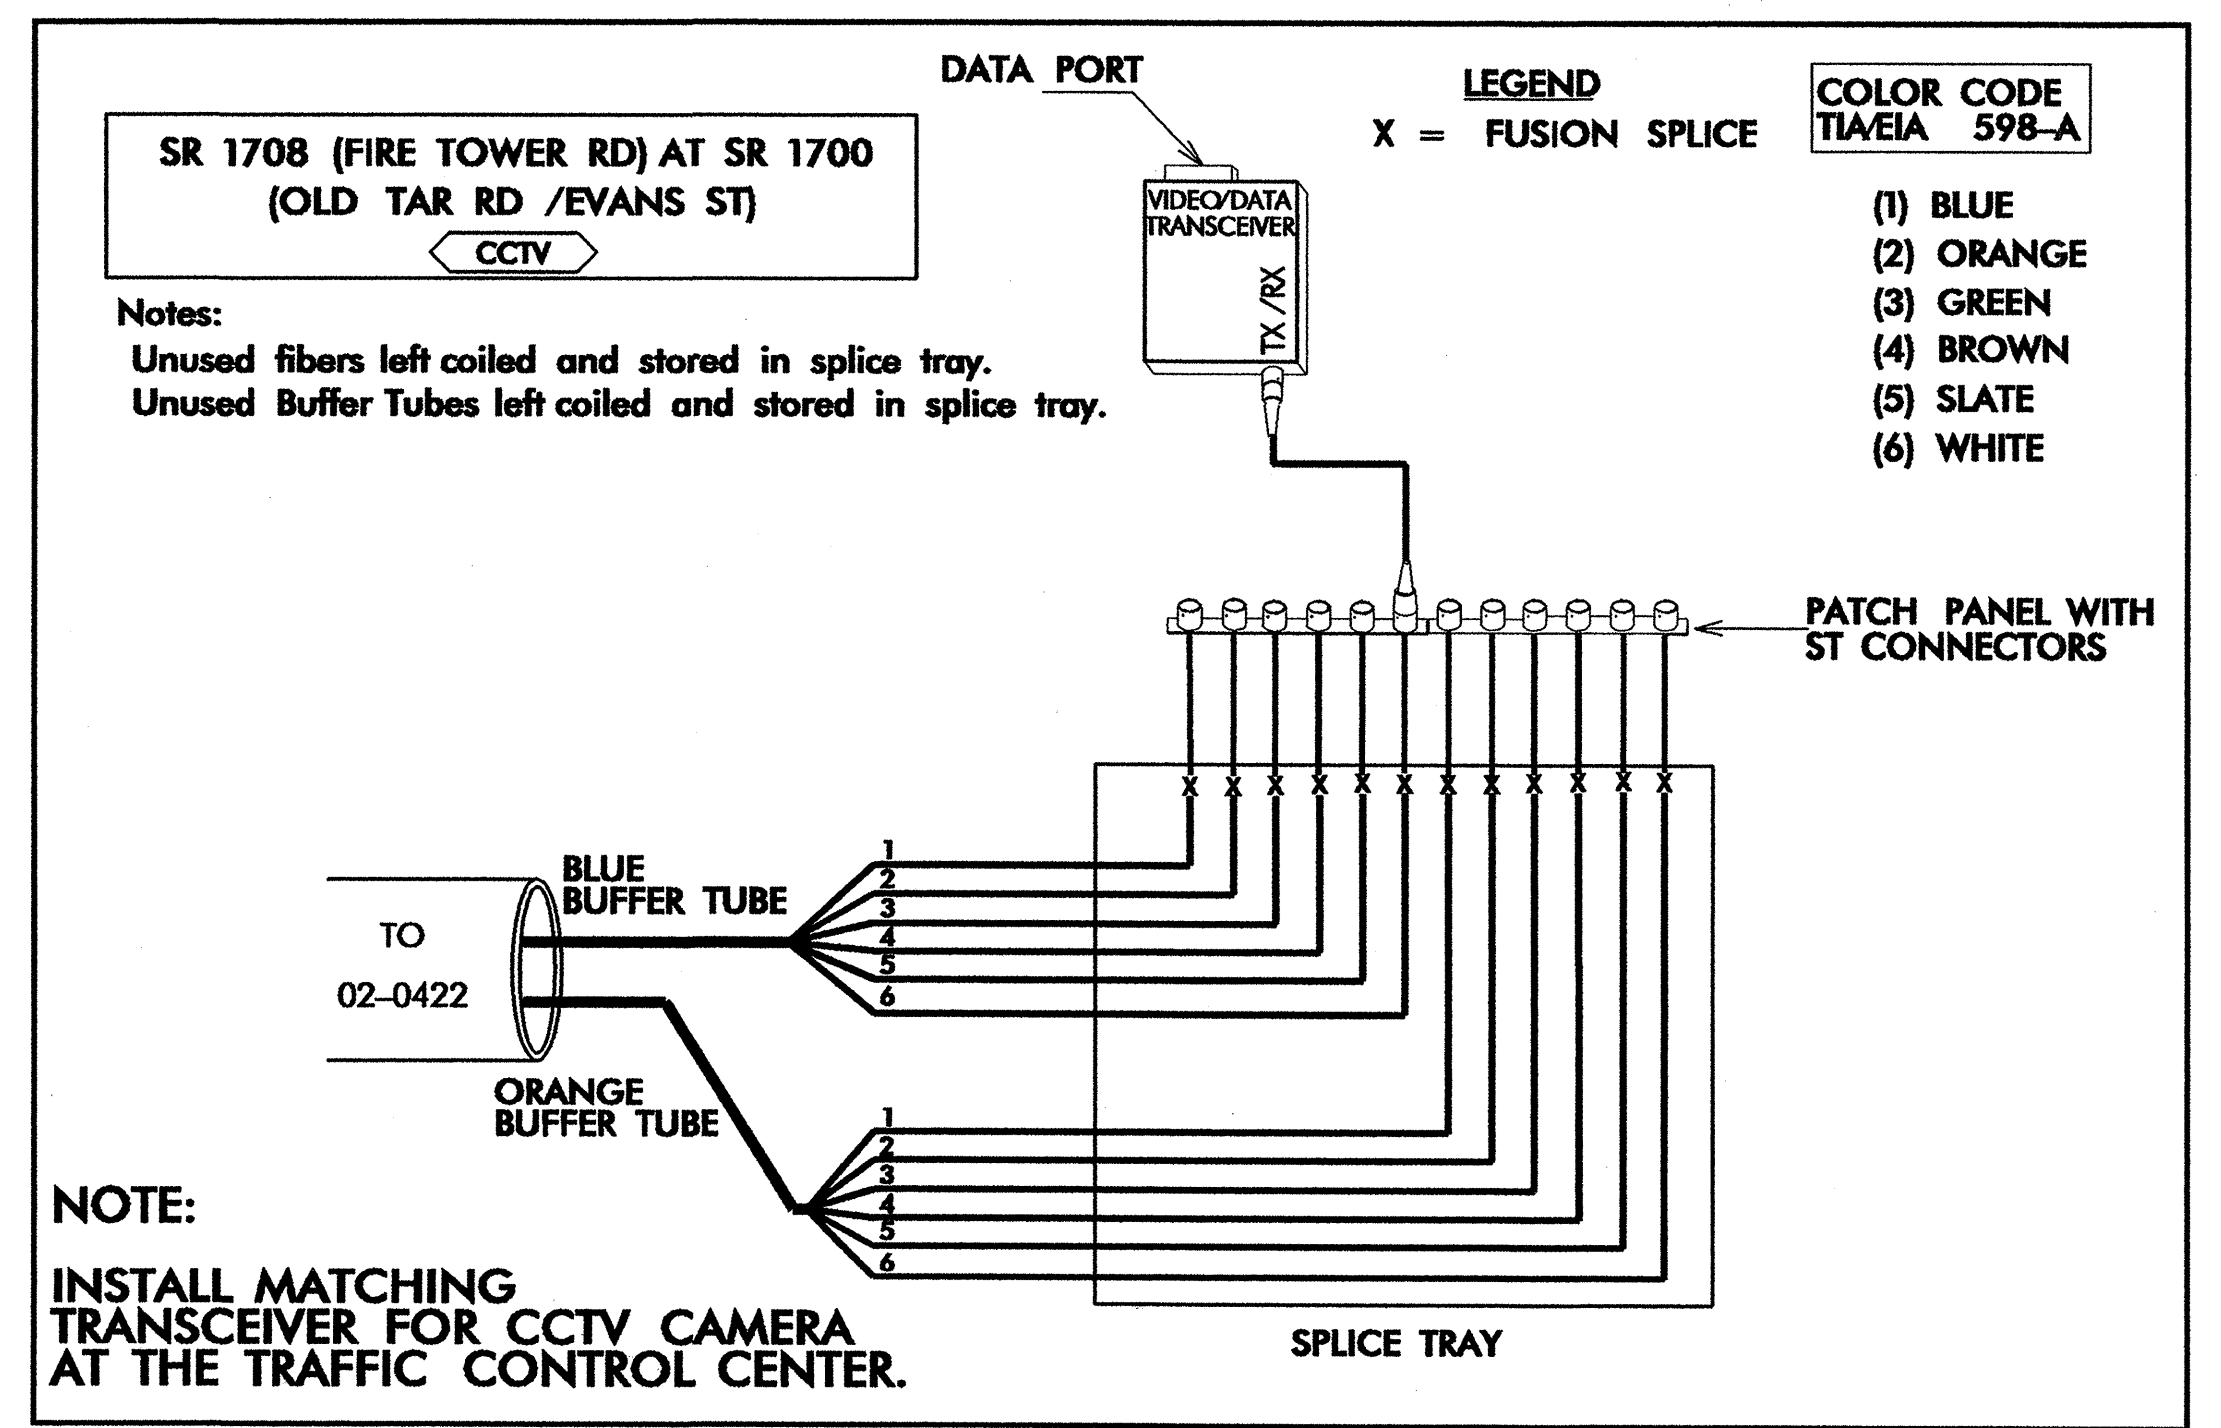 DATA PORT
LEGEND
X = FUSION SPLICE
COLOR CODE
TIA/EIA 598-A
(1) BLUE
(2) ORANGE
(3) GREEN
(4) BROWN
(5) SLATE
(6) WHITE
SR 1708 (FIRE TOWER RD) AT SR 1700
(OLD TAR RD /EVANS ST)
CCTV
Notes:
Unused fibers left coiled and stored in splice tray.
Unused Buffer Tubes left coiled and stored in splice tray.
VIDEO/DATA
TRANSCEIVER
TX /RX
PATCH PANEL WITH
ST CONNECTORS
X X X X X X X X X X X X
BLUE
BUFFER TUBE
1
2
3
4
5
6
TO
02-0422
ORANGE
BUFFER TUBE
1
2
3
4
5
6
SPLICE TRAY
NOTE:
INSTALL MATCHING
TRANSCEIVER FOR CCTV CAMERA
AT THE TRAFFIC CONTROL CENTER.